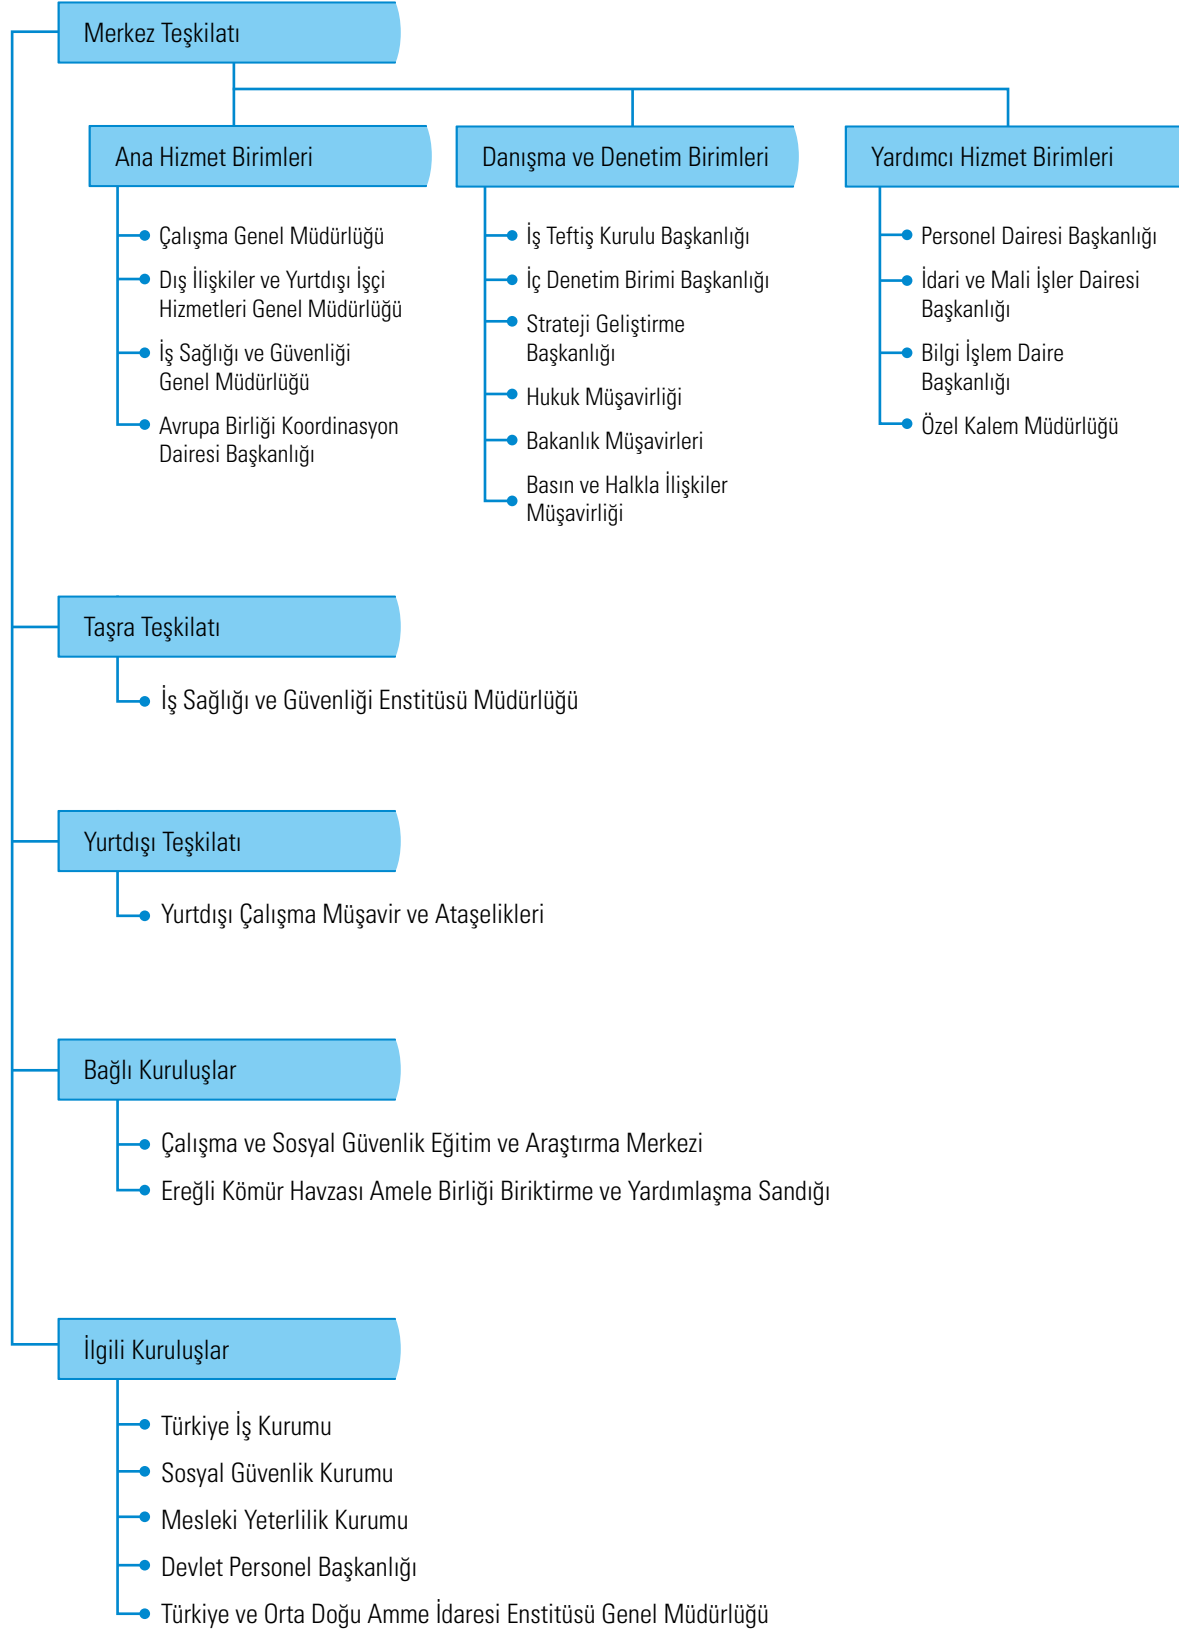 Merkez Teşkilatı
Ana Hizmet Birimleri
Çalışma Genel Müdürlüğü
Dış İlişkiler ve Yurtdışı İşçi
Hizmetleri Genel Müdürlüğü
İş Sağlığı ve Güvenliği
Genel Müdürlüğü
Avrupa Birliği Koordinasyon
Dairesi Başkanlığı
Danışma ve Denetim Birimleri
İş Teftiş Kurulu Başkanlığı
İç Denetim Birimi Başkanlığı
Strateji Geliştirme
Başkanlığı
Hukuk Müşavirliği
Bakanlık Müşavirleri
Basın ve Halkla İlişkiler
Müşavirliği
Yardımcı Hizmet Birimleri
Personel Dairesi Başkanlığı
İdari ve Mali İşler Dairesi
Başkanlığı
Bilgi İşlem Daire
Başkanlığı
Özel Kalem Müdürlüğü
Taşra Teşkilatı
İş Sağlığı ve Güvenliği Enstitüsü Müdürlüğü
Yurtdışı Teşkilatı
Yurtdışı Çalışma Müşavir ve Ataşelikleri
Bağlı Kuruluşlar
Çalışma ve Sosyal Güvenlik Eğitim ve Araştırma Merkezi
Ereğli Kömür Havzası Amele Birliği Biriktirme ve Yardımlaşma Sandığı
İlgili Kuruluşlar
Türkiye İş Kurumu
Sosyal Güvenlik Kurumu
Mesleki Yeterlilik Kurumu
Devlet Personel Başkanlığı
Türkiye ve Orta Doğu Amme İdaresi Enstitüsü Genel Müdürlüğü